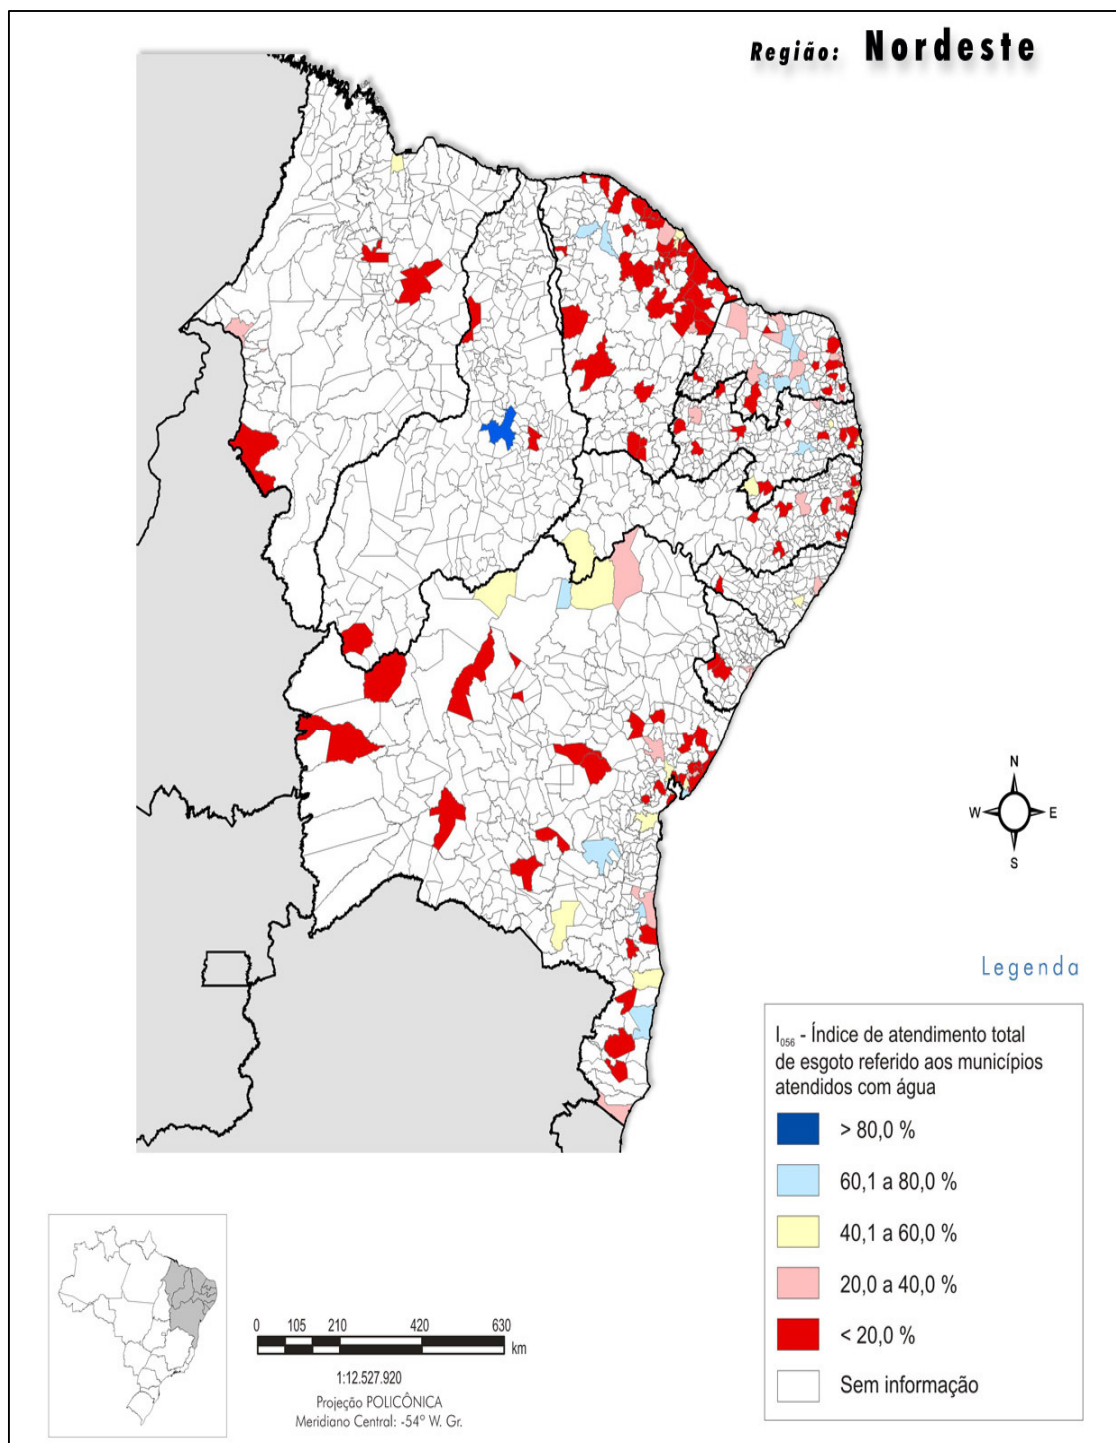 Região: Nordeste
N
W E
S
Legenda
I056 - Índice de atendimento total
de esgoto referido aos municípios
atendidos com água
> 80,0 %
60,1 a 80,0 %
40,1 a 60,0 %
20,0 a 40,0 %
< 20,0 %
Sem informação
0 105 210 420 630
km
1:12.527.920
Projeção POLICÔNICA
Meridiano Central: -54º W. Gr.